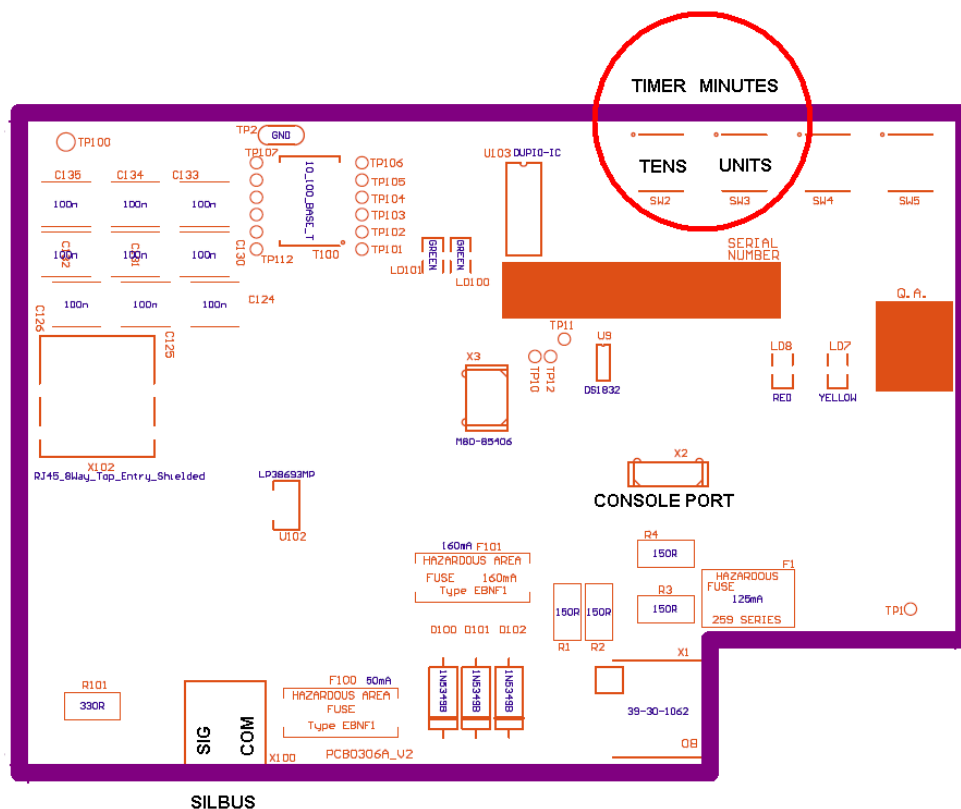 TIMER MINUTES
TP2
GND
TP100
TP107
TP106
U103
DUPIO-IC
C135
C134
C133
10_100_BASE_T
TP105
TENS
UNITS
TP104
SW2
SW3
SW4
SW5
100n
100n
100n
TP103
TP102
TP112
T100
TP101
SERIAL
NUMBER
C132
C131
C130
100n
100n
100n
GREEN
GREEN
LD101
LD100
Q.A.
C126
100n
100n
100n
C124
C125
TP11
U9
LD8
LD7
X3
TP10
TP12
DS1832
RED
YELLOW
M80-85406
X102
RJ45_8Way_Top_Entry_Shielded
X2
CONSOLE PORT
LP38693MP
U102
R4
150R
160mA F101
HAZARDOUS AREA
FUSE 160mA
Type EBNF1
F1
HAZARDOUS
FUSE
125mA
259 SERIES
R3
150R
150R
150R
R1
R2
TP1
D100
D101
D102
X1
1N5349B
1N5349B
1N5349B
R101
330R
F100 50mA
HAZARDOUS AREA
FUSE
Type EBNF1
39-30-1062
SIG
COM
X100
PCB0306A_V2
BO
SILBUS